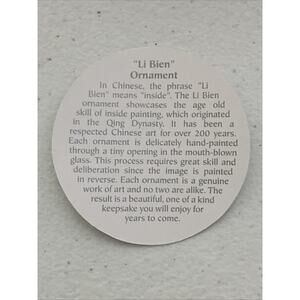 "Li Bien"
Ornament
In Chinese, the phrase "Li
Bien" means "inside". The Li Bien
ornament showcases the age old
skill of inside painting, which originated
in the Qing Dynasty. It has been a
respected Chinese art for over 200 years.
Each ornament is delicately hand-painted
through a tiny opening in the mouth-blown
glass. This process requires great skill and
deliberation since the image is painted
in reverse. Each ornament is a genuine
work of art and no two are alike. The
result is a beautiful, one of a kind
keepsake you will enjoy for
years to come.